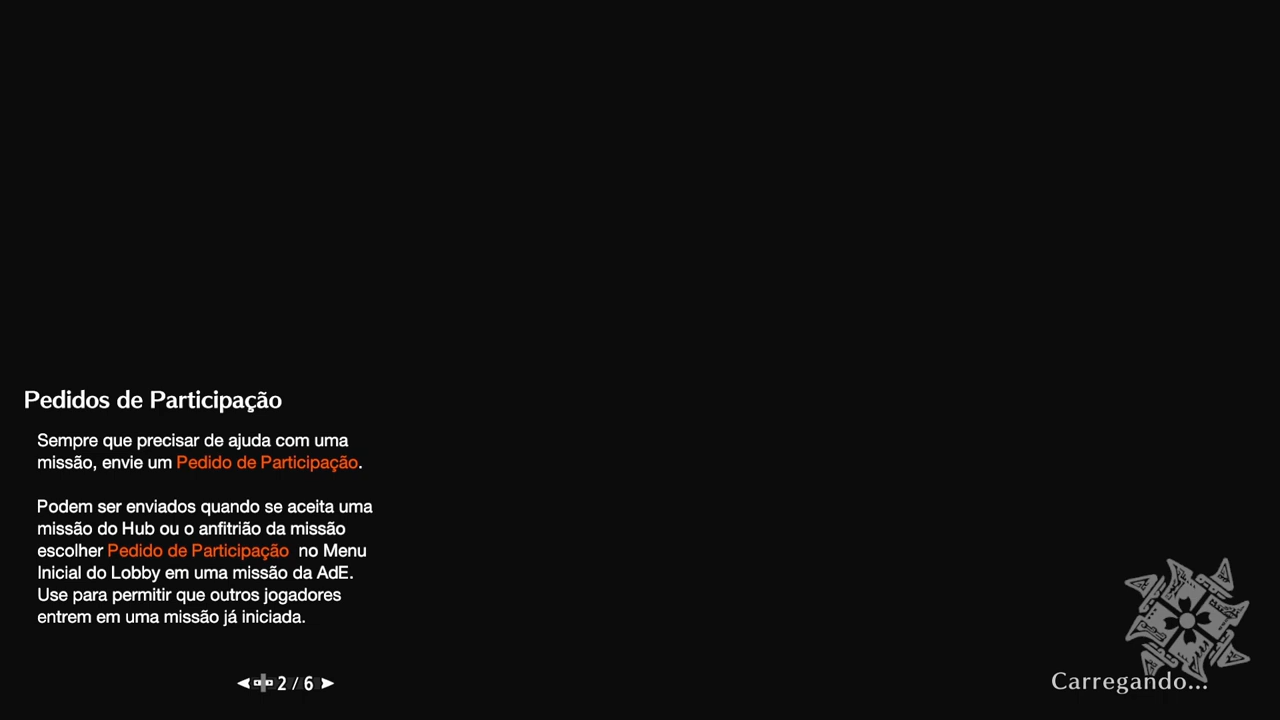 Pedidos de Participação
Sempre que precisar de ajuda com uma
missão, envie um Pedido de Participação.
Podem ser enviados quando se aceita uma
missão do Hub ou o anfitrião da missão
escolher Pedido de Participação no Menu
Inicial do Lobby em uma missão da AdE.
Use para permitir que outros jogadores
entrem em uma missão já iniciada.
2 / 6
Carregando...